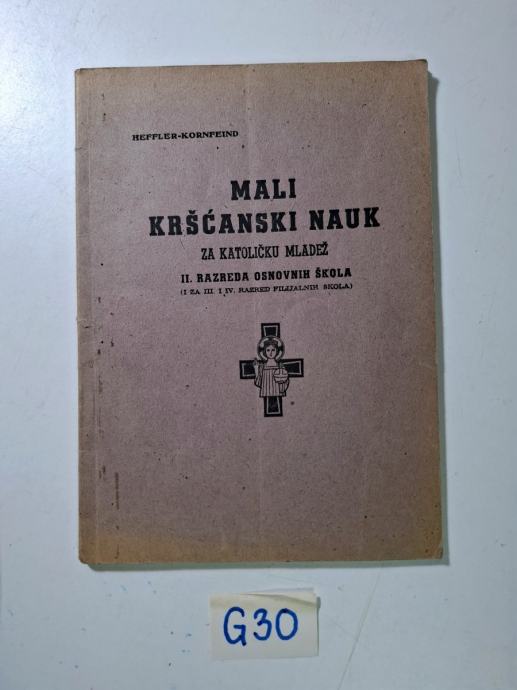 HEFFLER-KORNFEIND
MALI
KRŠĆANSKI NAUK
ZA KATOLIČKU MLADEŽ
II. RAZREDA OSNOVNIH ŠKOLA
(I ZA III. I IV. RAZRED FILIJALNIH ŠKOLA)
G30